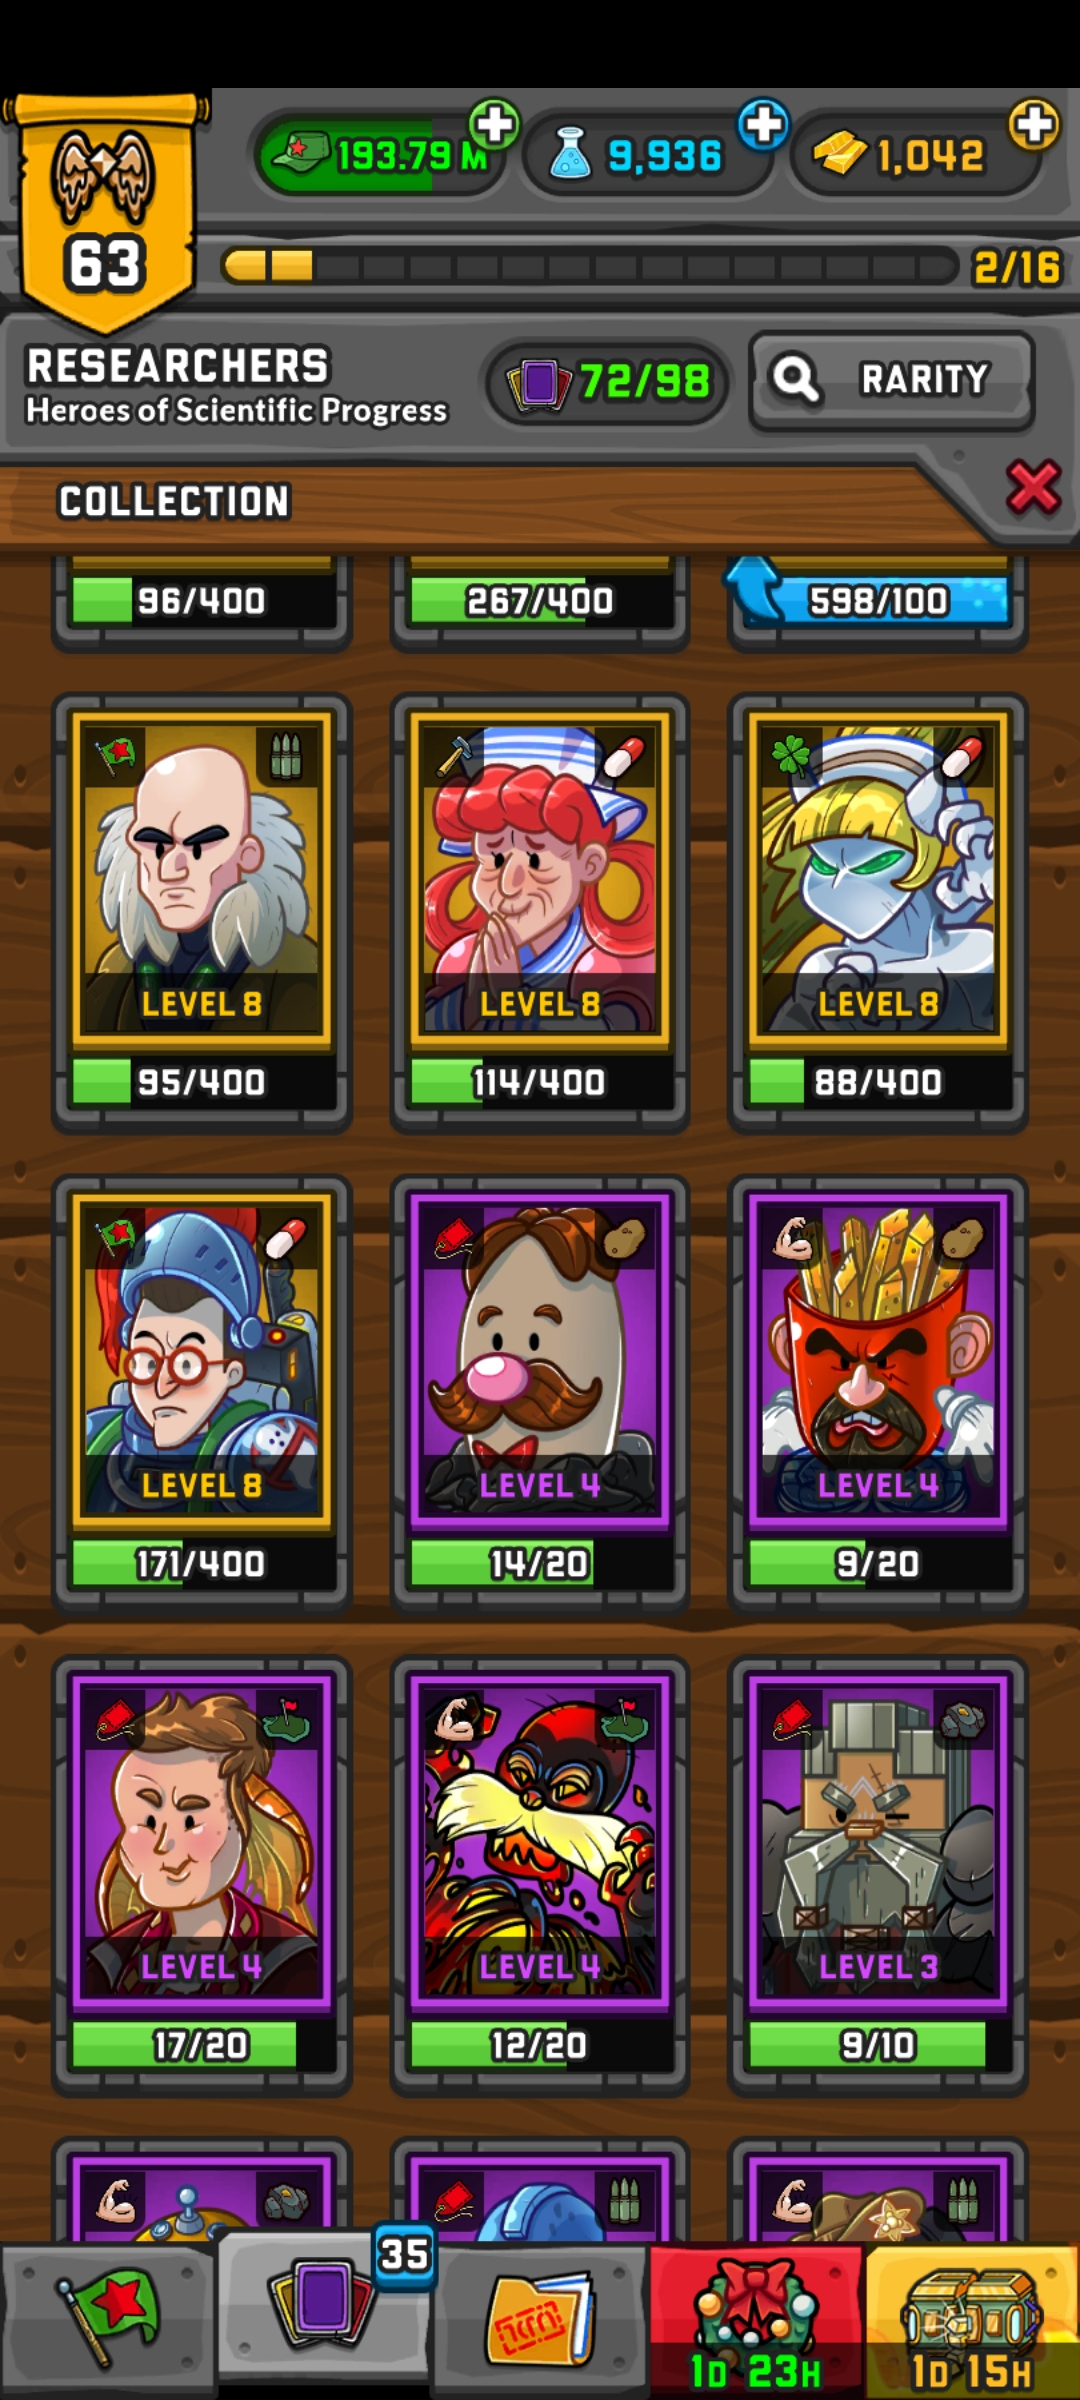 193.79 M
9,936
1,042
63
2/16
RESEARCHERS
Heroes of Scientific Progress
72/98
RARITY
COLLECTION
96/400
267/400
598/100
LEVEL 8
LEVEL 8
LEVEL 8
95/400
114/400
88/400
LEVEL 8
LEVEL 4
LEVEL 4
171/400
14/20
9/20
LEVEL 4
LEVEL 4
LEVEL 3
17/20
12/20
9/10
35
1D 23H
1D 15H